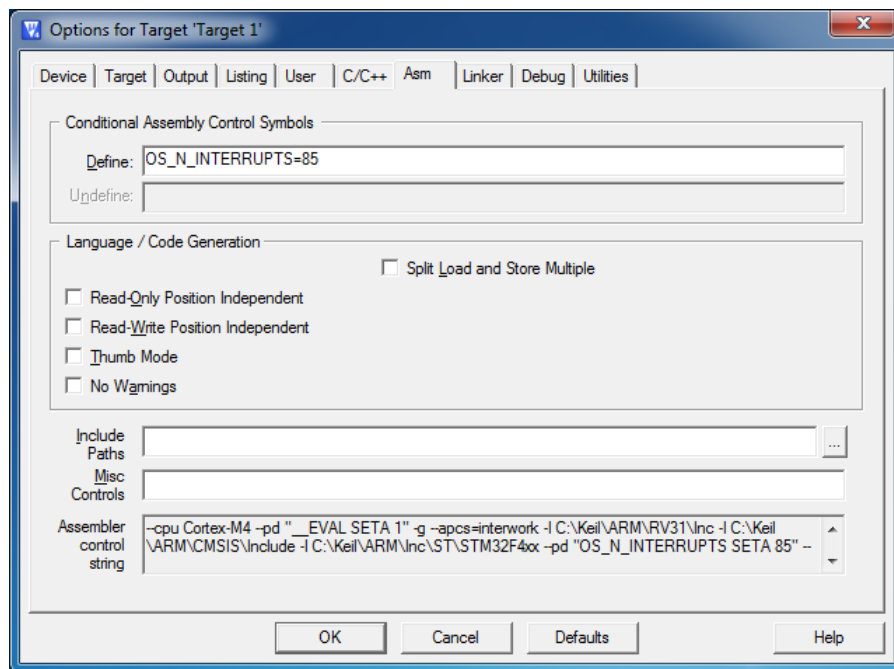 Options for Target 'Target 1'
Device Target Output Listing User C/C++ Asm Linker Debug Utilities
Conditional Assembly Control Symbols
Define: OS_N_INTERRUPTS=85
Undefine:
Language / Code Generation
Split Load and Store Multiple
Read-Only Position Independent
Read-Write Position Independent
Thumb Mode
No Warnings
Include
Paths
...
Misc
Controls
Assembler
control
string
--cpu Cortex-M4 --pd "__EVAL SETA 1" -g --apcs=interwork -I C:\Keil\ARM\RV31\Inc -I C:\Keil
\ARM\CMSIS\Include -I C:\Keil\ARM\Inc\ST\STM32F4xx --pd "OS_N_INTERRUPTS SETA 85" --
OK Cancel Defaults Help